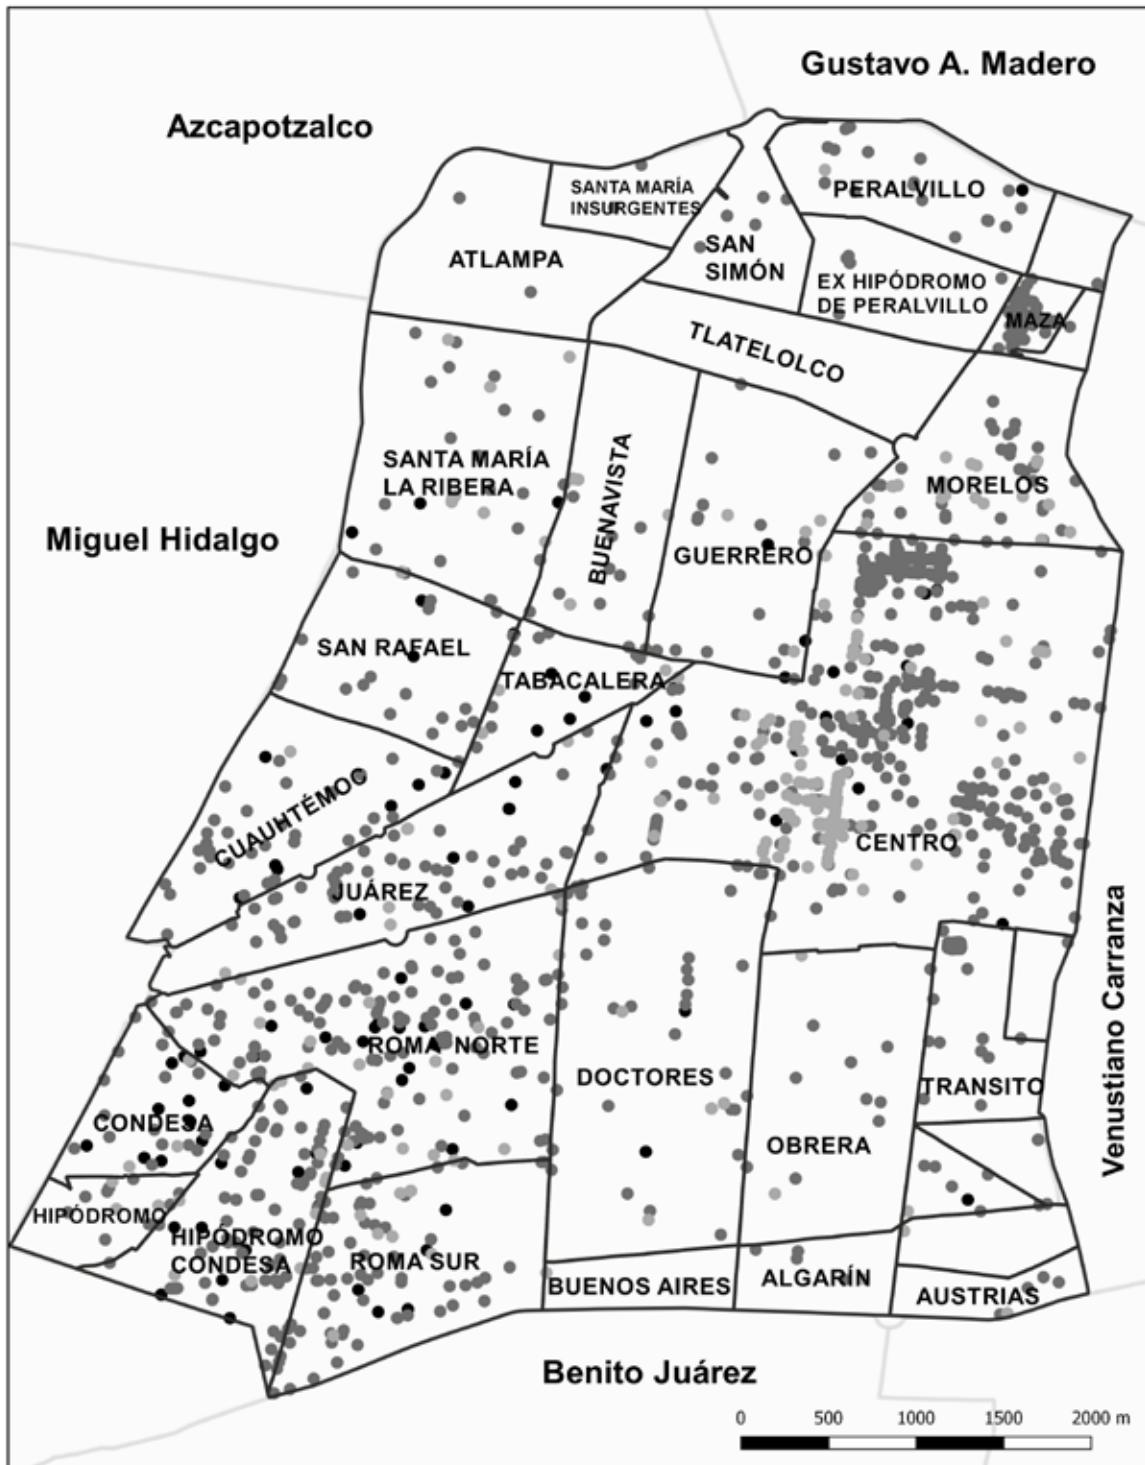 Gustavo A. Madero
Azcapotzalco
SANTA MARÍA
INSURGENTES
PERALVILLO
SAN
SIMÓN
ATLAMPA
EX HIPÓDROMO
DE PERALVILLO
MAZA
TLATELOLCO
SANTA MARÍA
LA RIBERA
MORELOS
BUENAVISTA
Miguel Hidalgo
GUERRERO
SAN RAFAEL
TABACALERA
CUAUHTÉMOC
CENTRO
JUÁREZ
Venustiano Carranza
ROMA NORTE
DOCTORES
TRANSITO
CONDESA
OBRERA
HIPÓDROMO
HIPÓDROMO
CONDESA
ROMA SUR
BUENOS AIRES
ALGARÍN
AUSTRIAS
Benito Juárez
0 500 1000 1500 2000 m